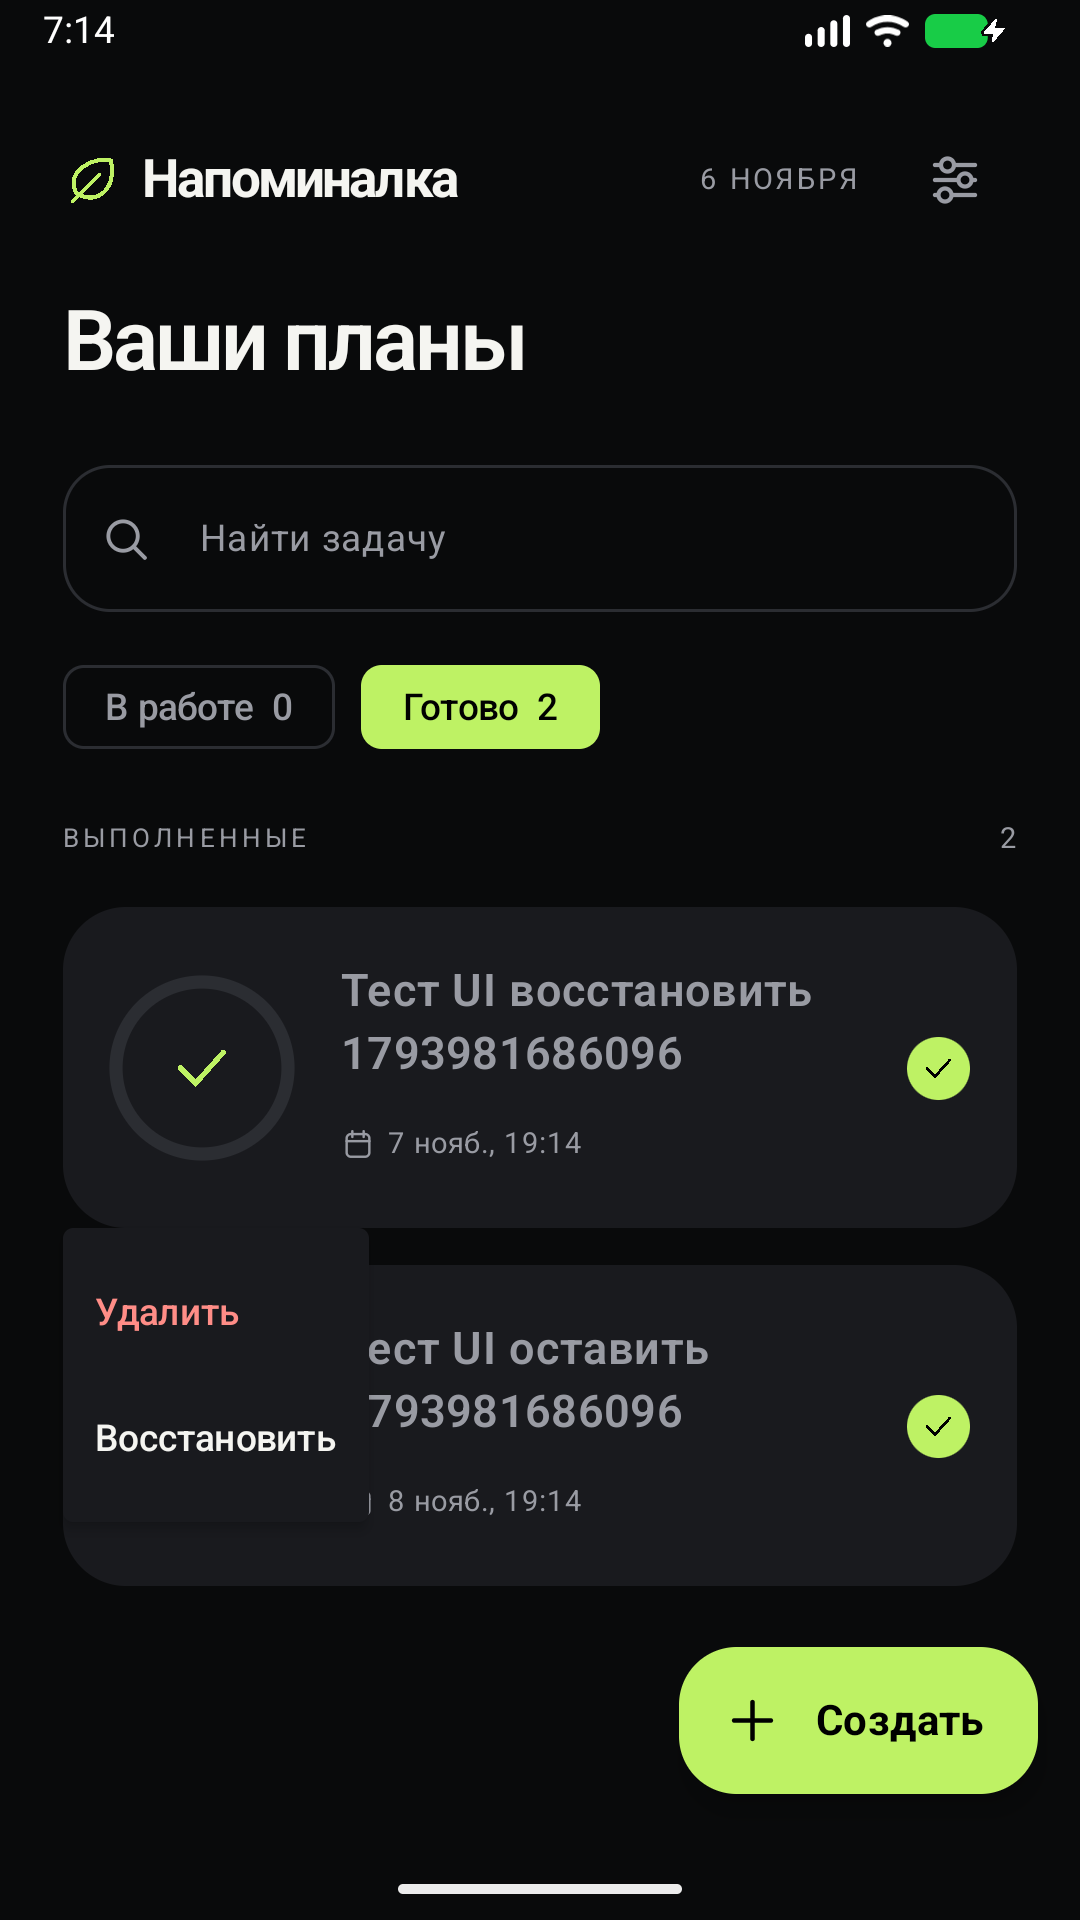 7:14
Напоминалка
6 НОЯБРЯ
Ваши планы
Найти задачу
В работе 0
Готово 2
ВЫПОЛНЕННЫЕ
2
Тест UI восстановить
1793981686096
7 нояб., 19:14
Удалить
Восстановить
ест UI оставить
793981686096
8 нояб., 19:14
Создать